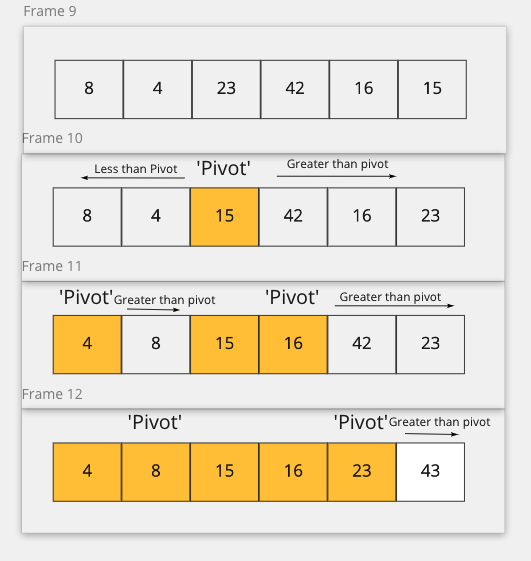 Frame 9
8 4 23 42 16 15
Frame 10
Less than Pivot 'Pivot' Greater than pivot
8 4 15 42 16 23
Frame 11
'Pivot' Greater than pivot 'Pivot' Greater than pivot
4 8 15 16 42 23
Frame 12
'Pivot' 'Pivot' Greater than pivot
4 8 15 16 23 43